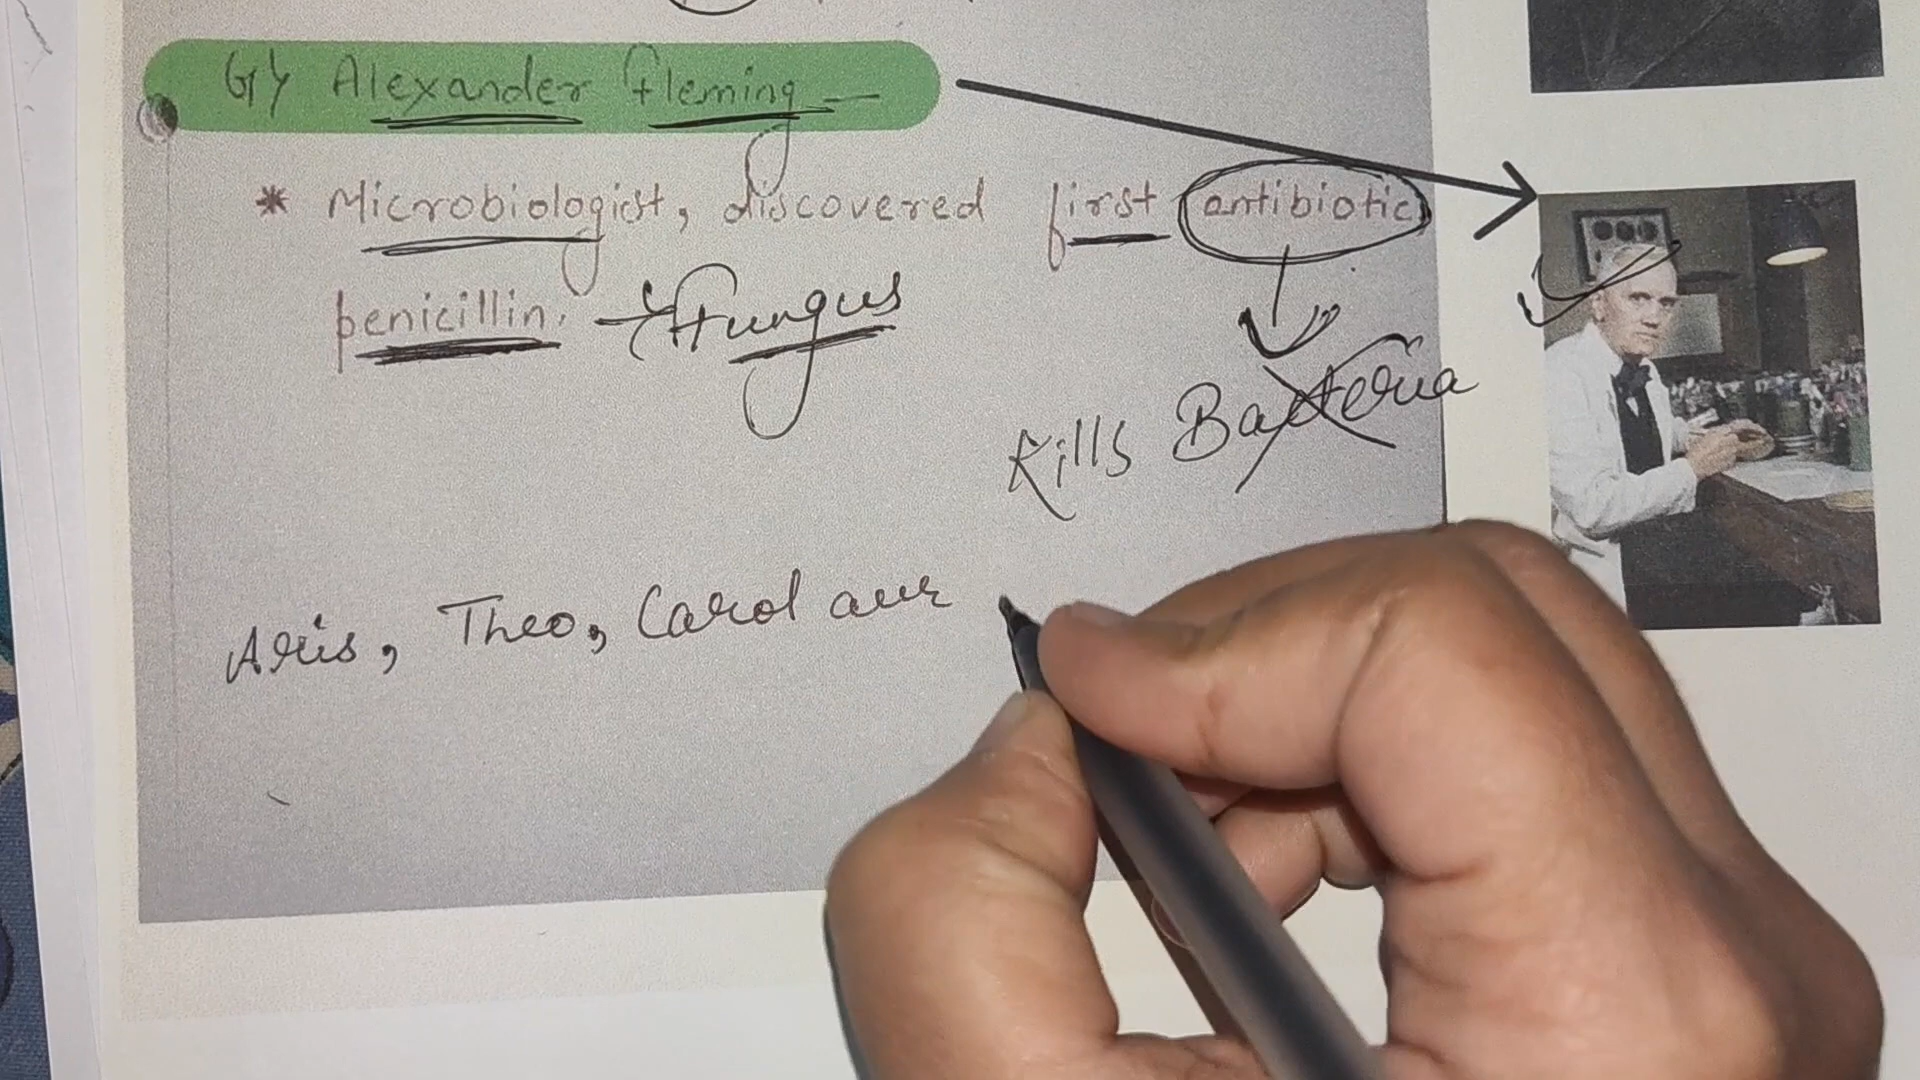 6) Alexander Fleming —
* Microbiologist, discovered first antibiotic
penicillin. → Fungus
Kills Bacteria
Aris, Theo, Carol aur